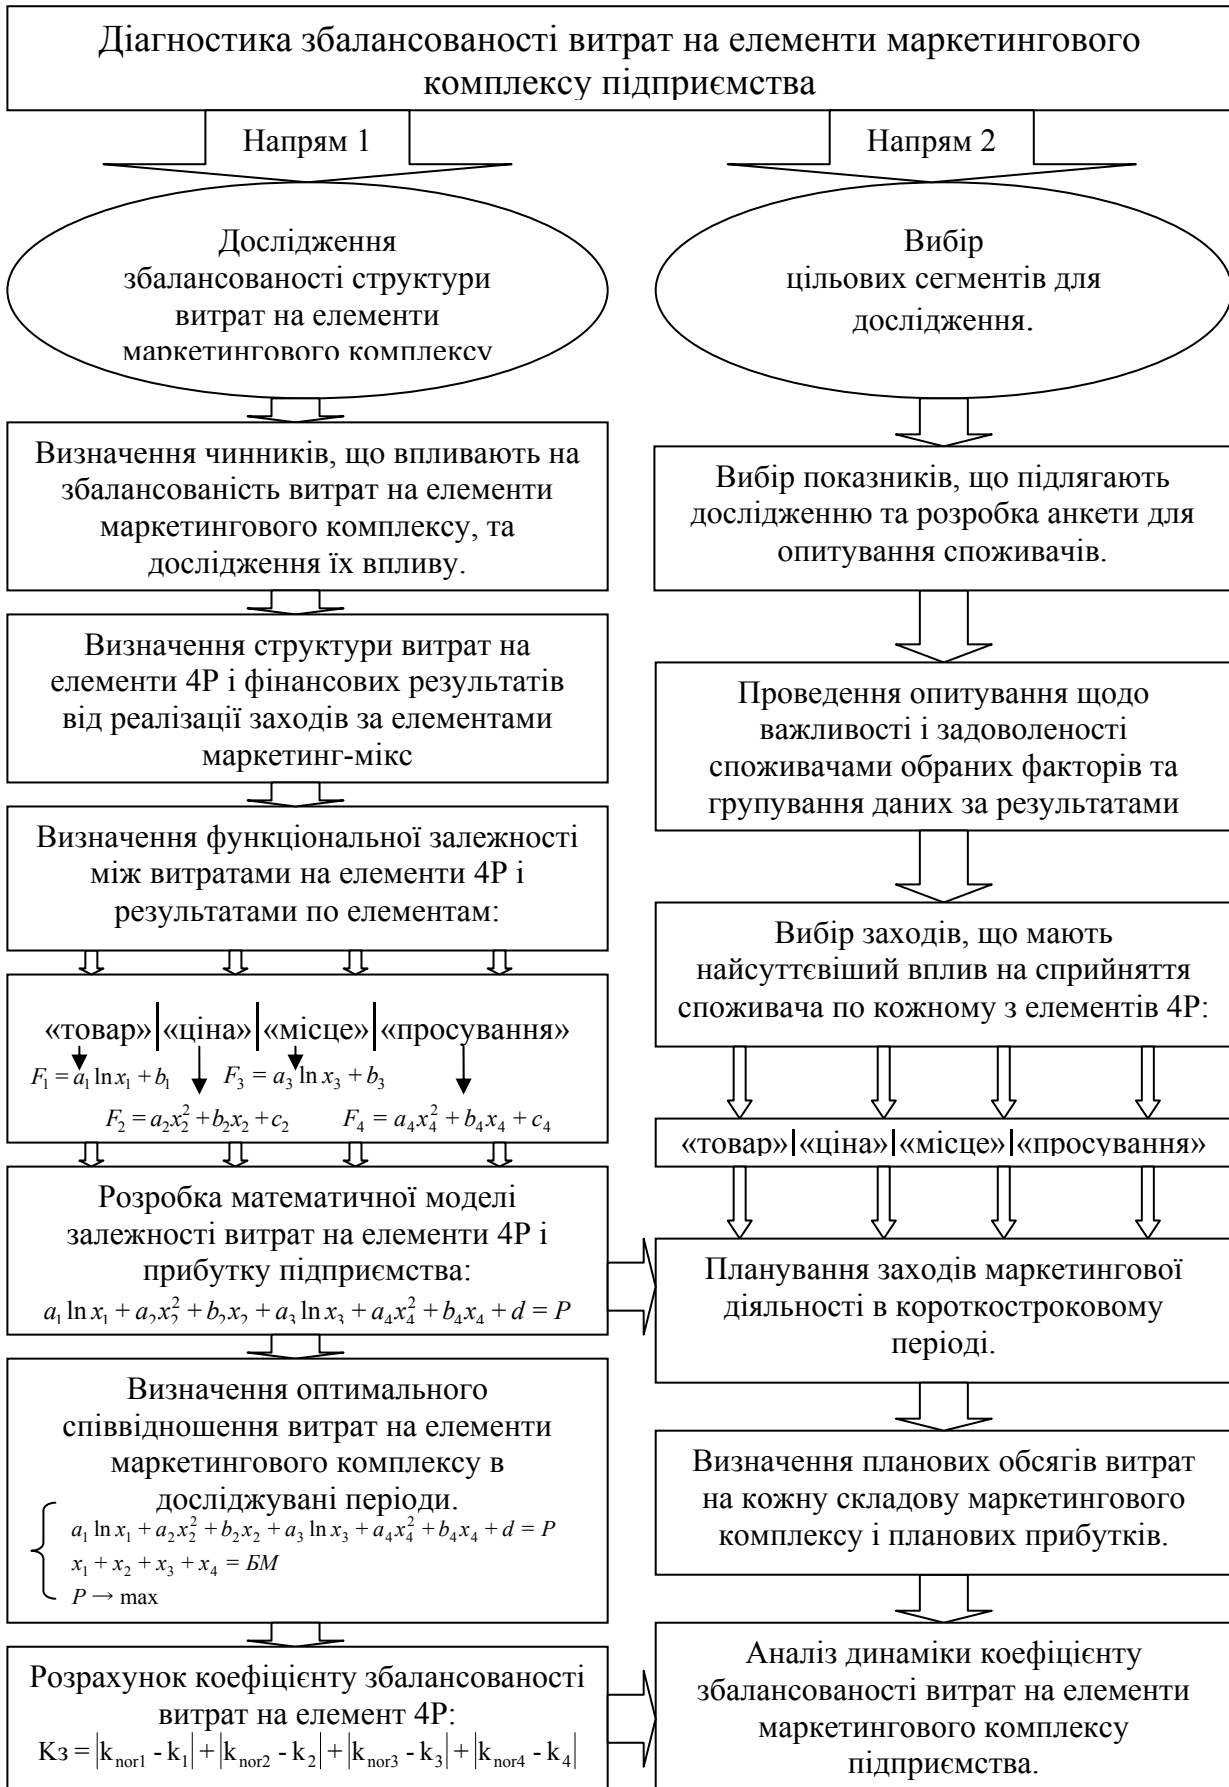 Діагностика збалансованості витрат на елементи маркетингового
комплексу підприємства
Напрям 1
Дослідження
збалансованості структури
витрат на елементи
маркетингового комплексу
Визначення чинників, що впливають на
збалансованість витрат на елементи
маркетингового комплексу, та
дослідження їх впливу.
Визначення структури витрат на
елементи 4Р і фінансових результатів
від реалізації заходів за елементами
маркетинг-мікс
Визначення функціональної залежності
між витратами на елементи 4Р і
результатами по елементам:
«товар»|«ціна»|«місце»|«просування»
F₁ = a₁ ln x₁ + b₁
F₃ = a₃ ln x₃ + b₃
F₂ = a₂x₂² + b₂x₂ + c₂
F₄ = a₄x₄² + b₄x₄ + c₄
Розробка математичної моделі
залежності витрат на елементи 4Р і
прибутку підприємства:
a₁ ln x₁ + a₂x₂² + b₂x₂ + a₃ ln x₃ + a₄x₄² + b₄x₄ + d = P
Визначення оптимального
співвідношення витрат на елементи
маркетингового комплексу в
досліджувані періоди.
a₁ ln x₁ + a₂x₂² + b₂x₂ + a₃ ln x₃ + a₄x₄² + b₄x₄ + d = P
x₁ + x₂ + x₃ + x₄ = БМ
P → max
Розрахунок коефіцієнту збалансованості
витрат на елемент 4Р:
Кз = |k_nor1 - k₁| + |k_nor2 - k₂| + |k_nor3 - k₃| + |k_nor4 - k₄|
Напрям 2
Вибір
цільових сегментів для
дослідження.
Вибір показників, що підлягають
дослідженню та розробка анкети для
опитування споживачів.
Проведення опитування щодо
важливості і задоволеності
споживачами обраних факторів та
групування даних за результатами
Вибір заходів, що мають
найсуттєвіший вплив на сприйняття
споживача по кожному з елементів 4Р:
«товар»|«ціна»|«місце»|«просування»
Планування заходів маркетингової
діяльності в короткостроковому
періоді.
Визначення планових обсягів витрат
на кожну складову маркетингового
комплексу і планових прибутків.
Аналіз динаміки коефіцієнту
збалансованості витрат на елементи
маркетингового комплексу
підприємства.